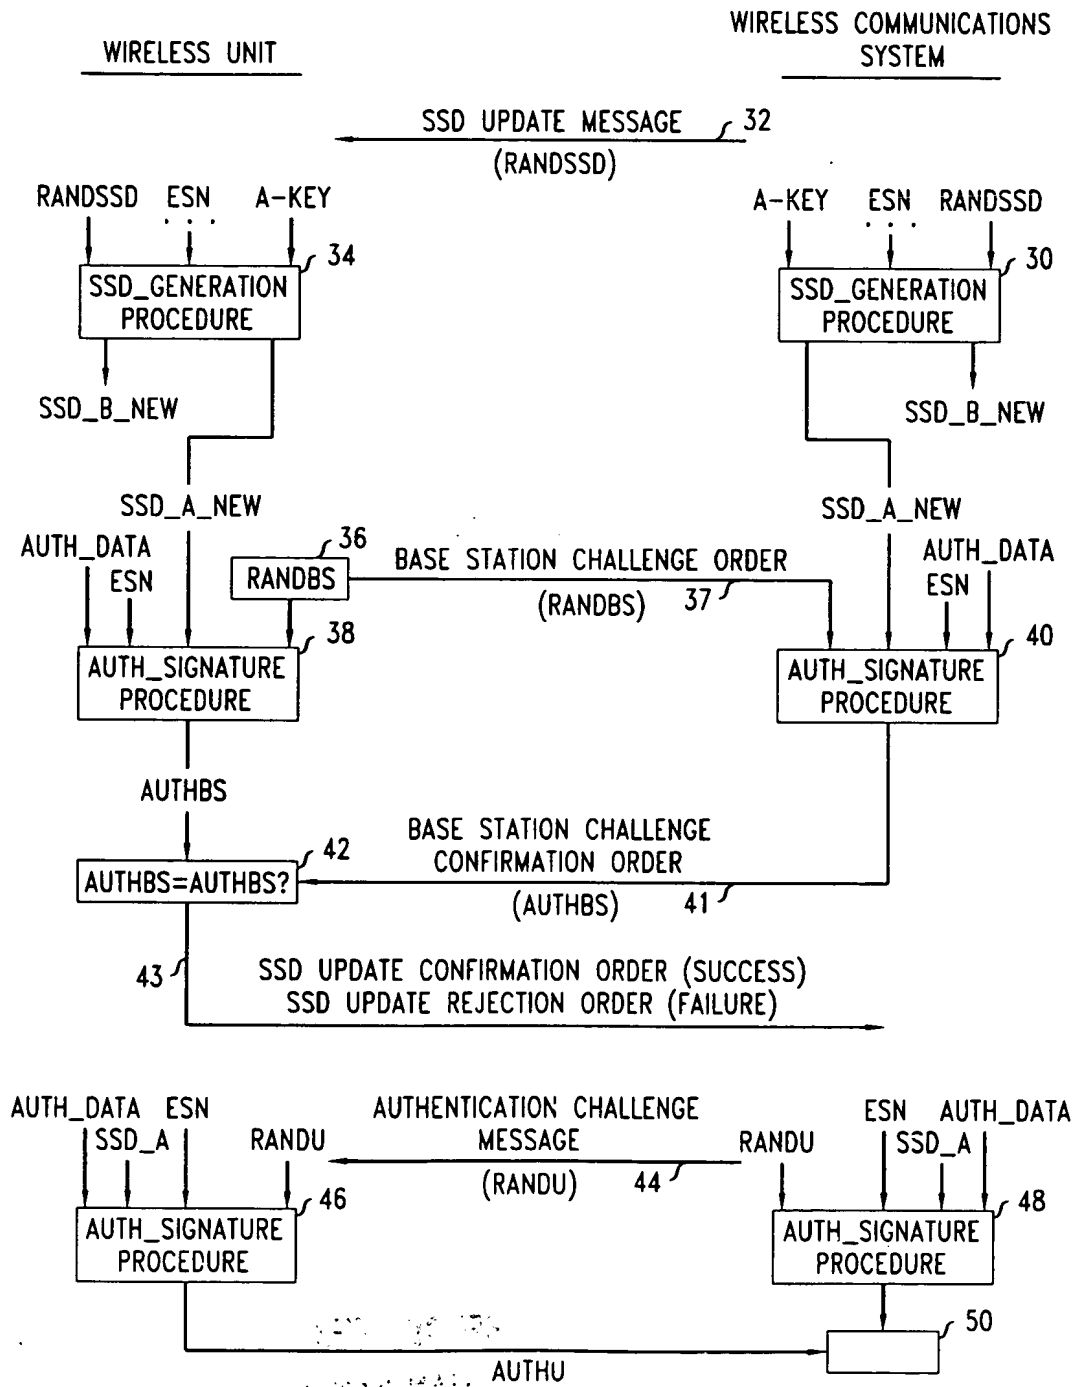 WIRELESS UNIT
WIRELESS COMMUNICATIONS
SYSTEM
SSD UPDATE MESSAGE
32
(RANDSSD)
RANDSSD ESN A-KEY
. . .
34
SSD_GENERATION
PROCEDURE
SSD_B_NEW
A-KEY ESN RANDSSD
. . .
30
SSD_GENERATION
PROCEDURE
SSD_B_NEW
SSD_A_NEW
SSD_A_NEW
AUTH_DATA
ESN
36
RANDBS
BASE STATION CHALLENGE ORDER
(RANDBS)
37
AUTH_DATA
ESN
38
AUTH_SIGNATURE
PROCEDURE
40
AUTH_SIGNATURE
PROCEDURE
AUTHBS
BASE STATION CHALLENGE
CONFIRMATION ORDER
(AUTHBS)
41
42
AUTHBS=AUTHBS?
43
SSD UPDATE CONFIRMATION ORDER (SUCCESS)
SSD UPDATE REJECTION ORDER (FAILURE)
AUTH_DATA ESN
SSD_A
RANDU
AUTHENTICATION CHALLENGE
MESSAGE
(RANDU)
44
RANDU
ESN AUTH_DATA
SSD_A
46
AUTH_SIGNATURE
PROCEDURE
48
AUTH_SIGNATURE
PROCEDURE
50
AUTHU